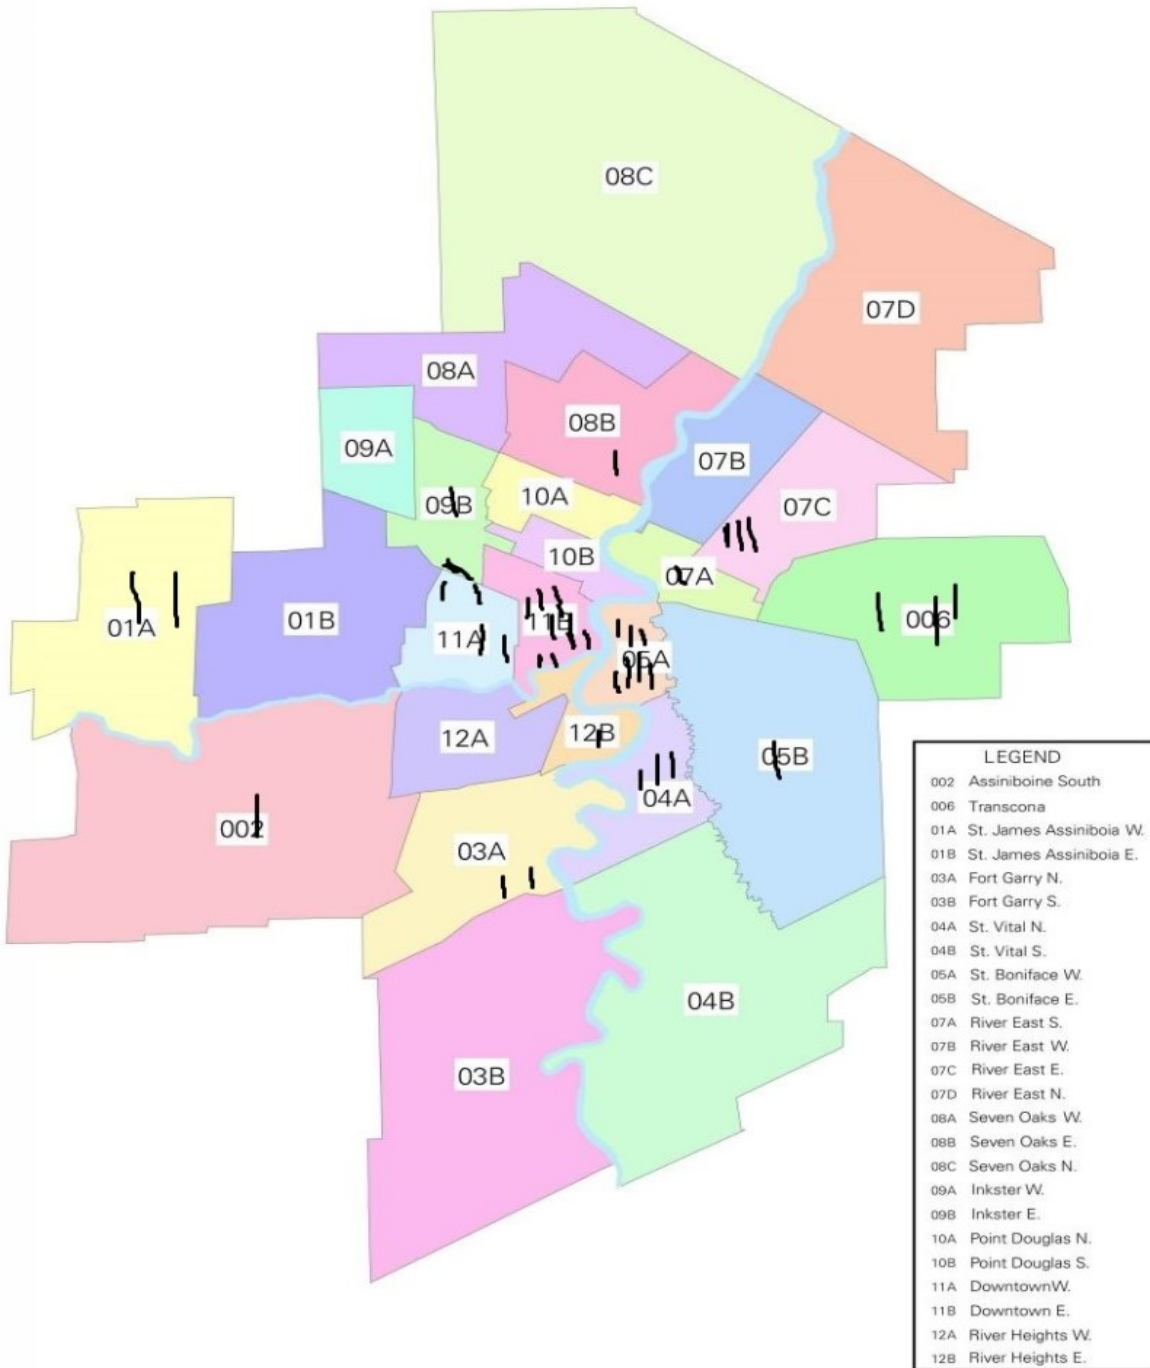 08C
07D
08A
08B
09A
07B
10A
09B
07C
10B
07A
01A
01B
11A
11B
006
05A
12A
12B
05B
04A
002
03A
04B
03B
LEGEND
002 Assiniboine South
006 Transcona
01A St. James Assiniboia W.
01B St. James Assiniboia E.
03A Fort Garry N.
03B Fort Garry S.
04A St. Vital N.
04B St. Vital S.
05A St. Boniface W.
05B St. Boniface E.
07A River East S.
07B River East W.
07C River East E.
07D River East N.
08A Seven Oaks W.
08B Seven Oaks E.
08C Seven Oaks N.
09A Inkster W.
09B Inkster E.
10A Point Douglas N.
10B Point Douglas S.
11A DowntownW.
11B Downtown E.
12A River Heights W.
12B River Heights E.